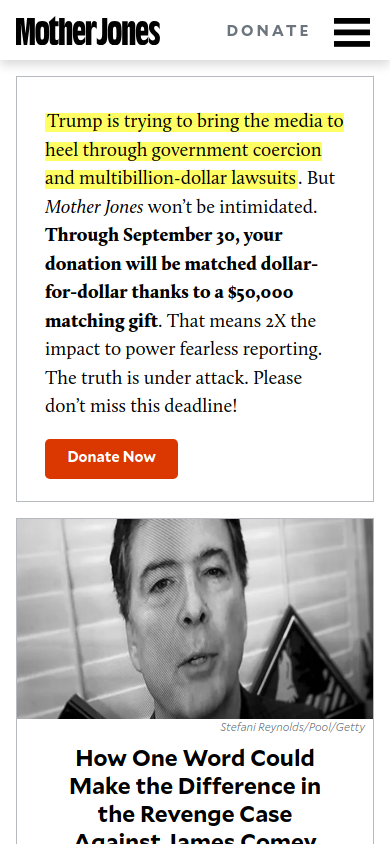 Mother Jones
DONATE
Trump is trying to bring the media to
heel through government coercion
and multibillion-dollar lawsuits. But
Mother Jones won’t be intimidated.
Through September 30, your
donation will be matched dollar-
for-dollar thanks to a $50,000
matching gift. That means 2X the
impact to power fearless reporting.
The truth is under attack. Please
don’t miss this deadline!
Donate Now
Stefani Reynolds/Pool/Getty
How One Word Could
Make the Difference in
the Revenge Case
Against James Comey